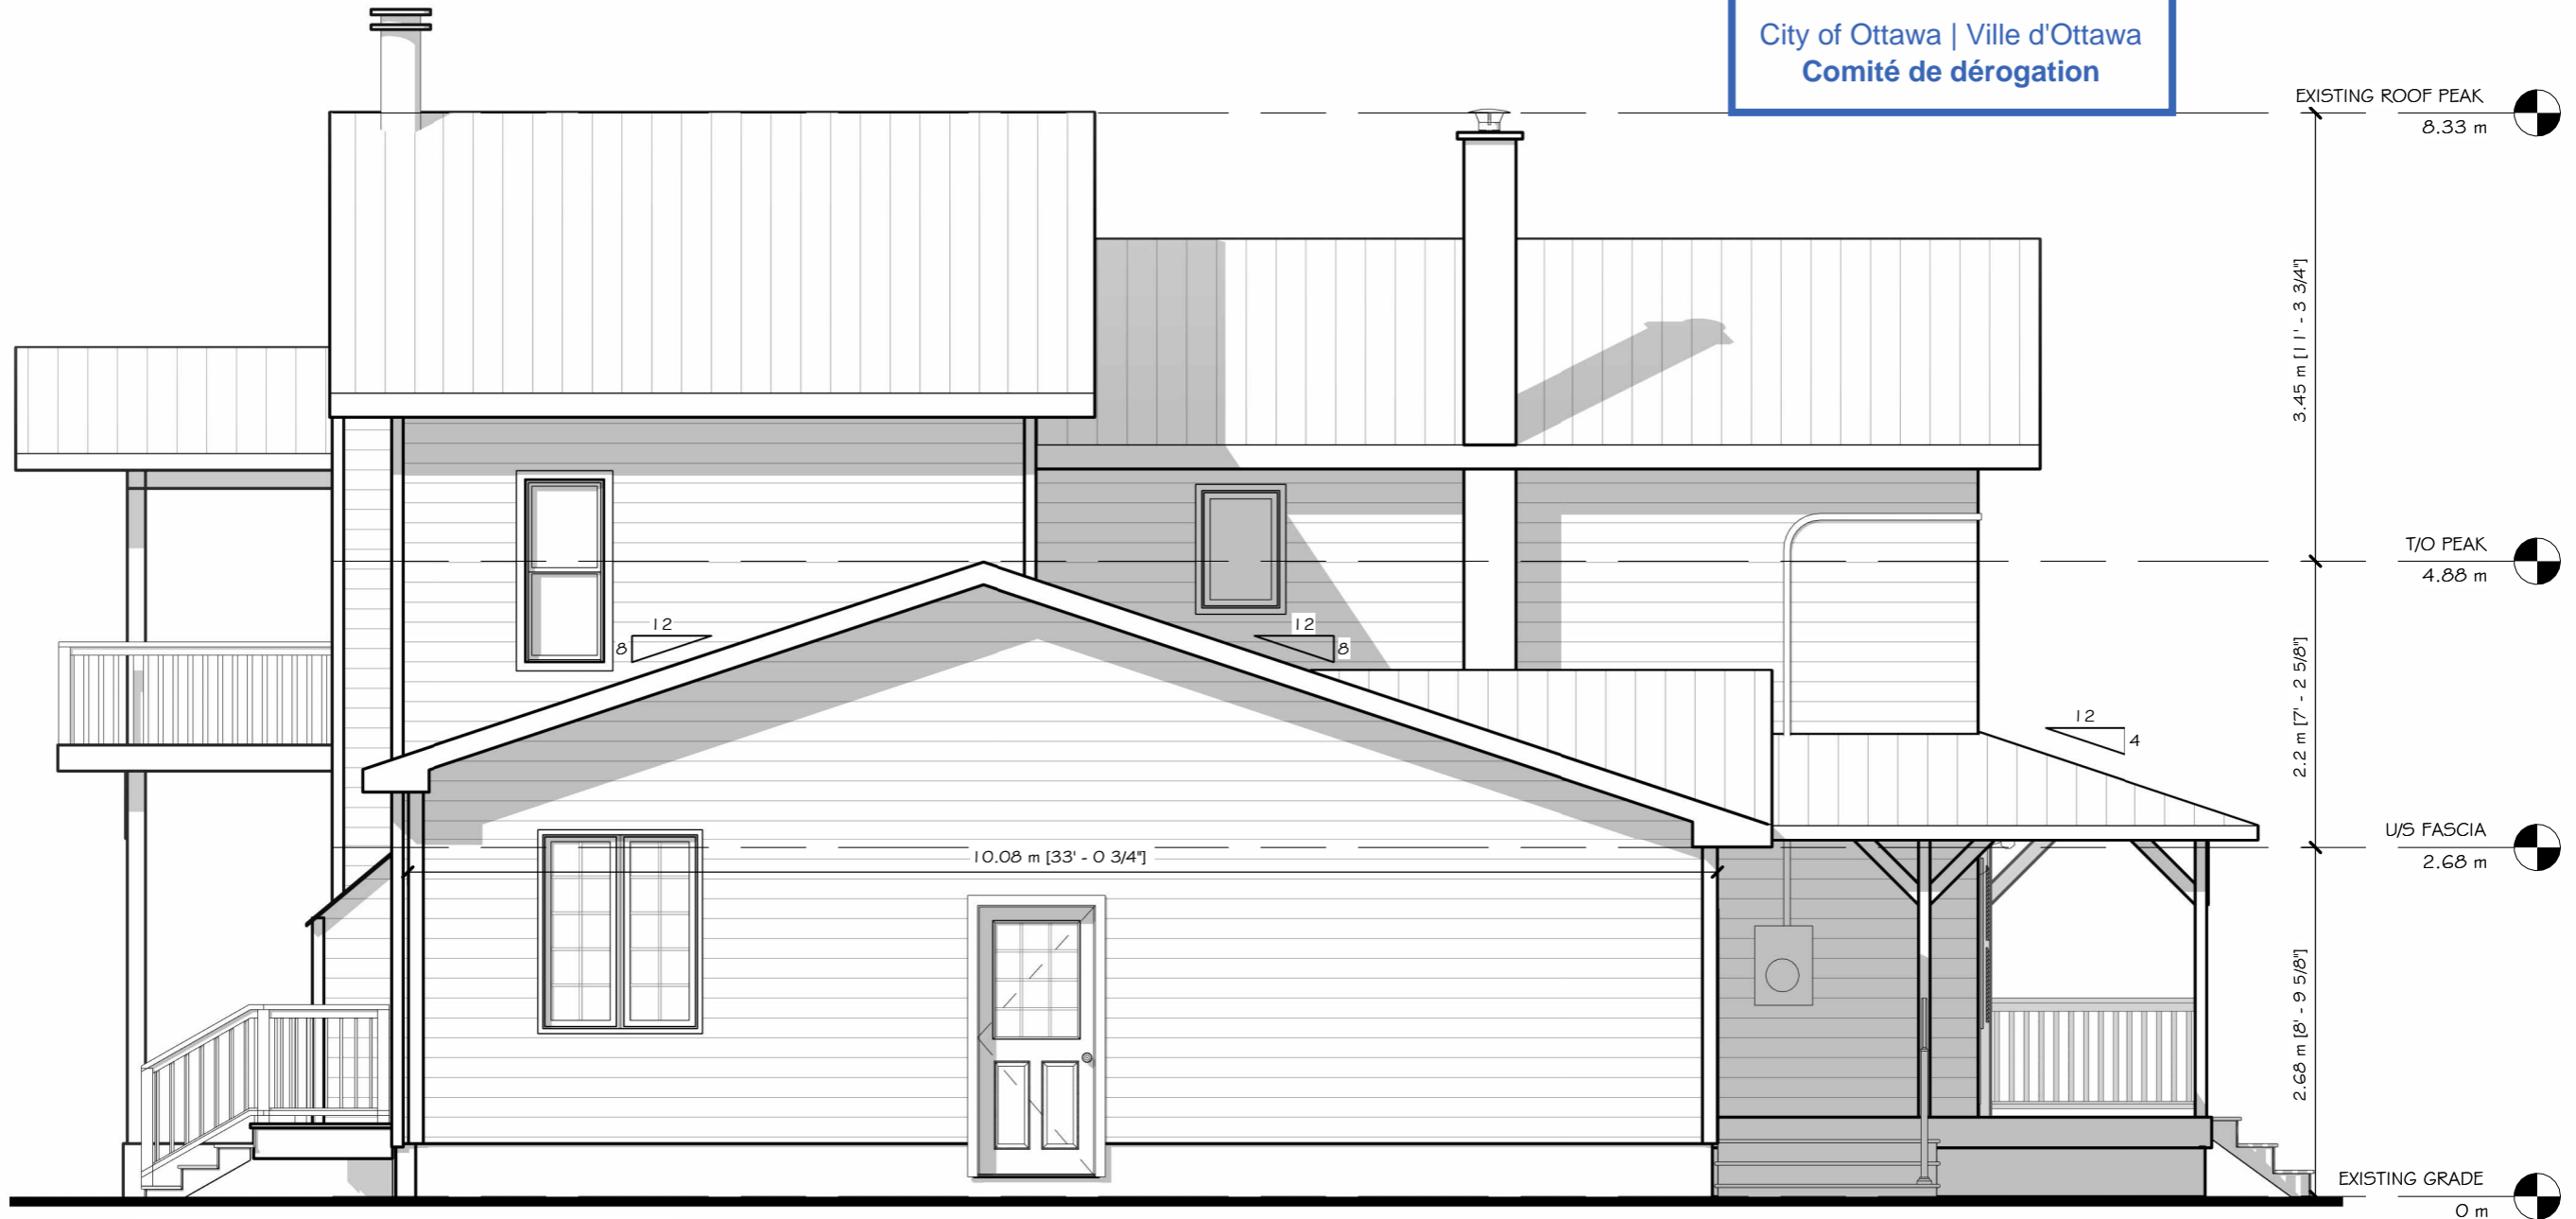 City of Ottawa | Ville d'Ottawa
Comité de dérogation
EXISTING ROOF PEAK
8.33 m
3.45 m [11' - 3 3/4"]
T/O PEAK
4.88 m
12
8
12
8
2.2 m [7' - 2 5/8"]
12
4
U/S FASCIA
2.68 m
10.08 m [33' - 0 3/4"]
2.68 m [8' - 9 5/8"]
EXISTING GRADE
0 m